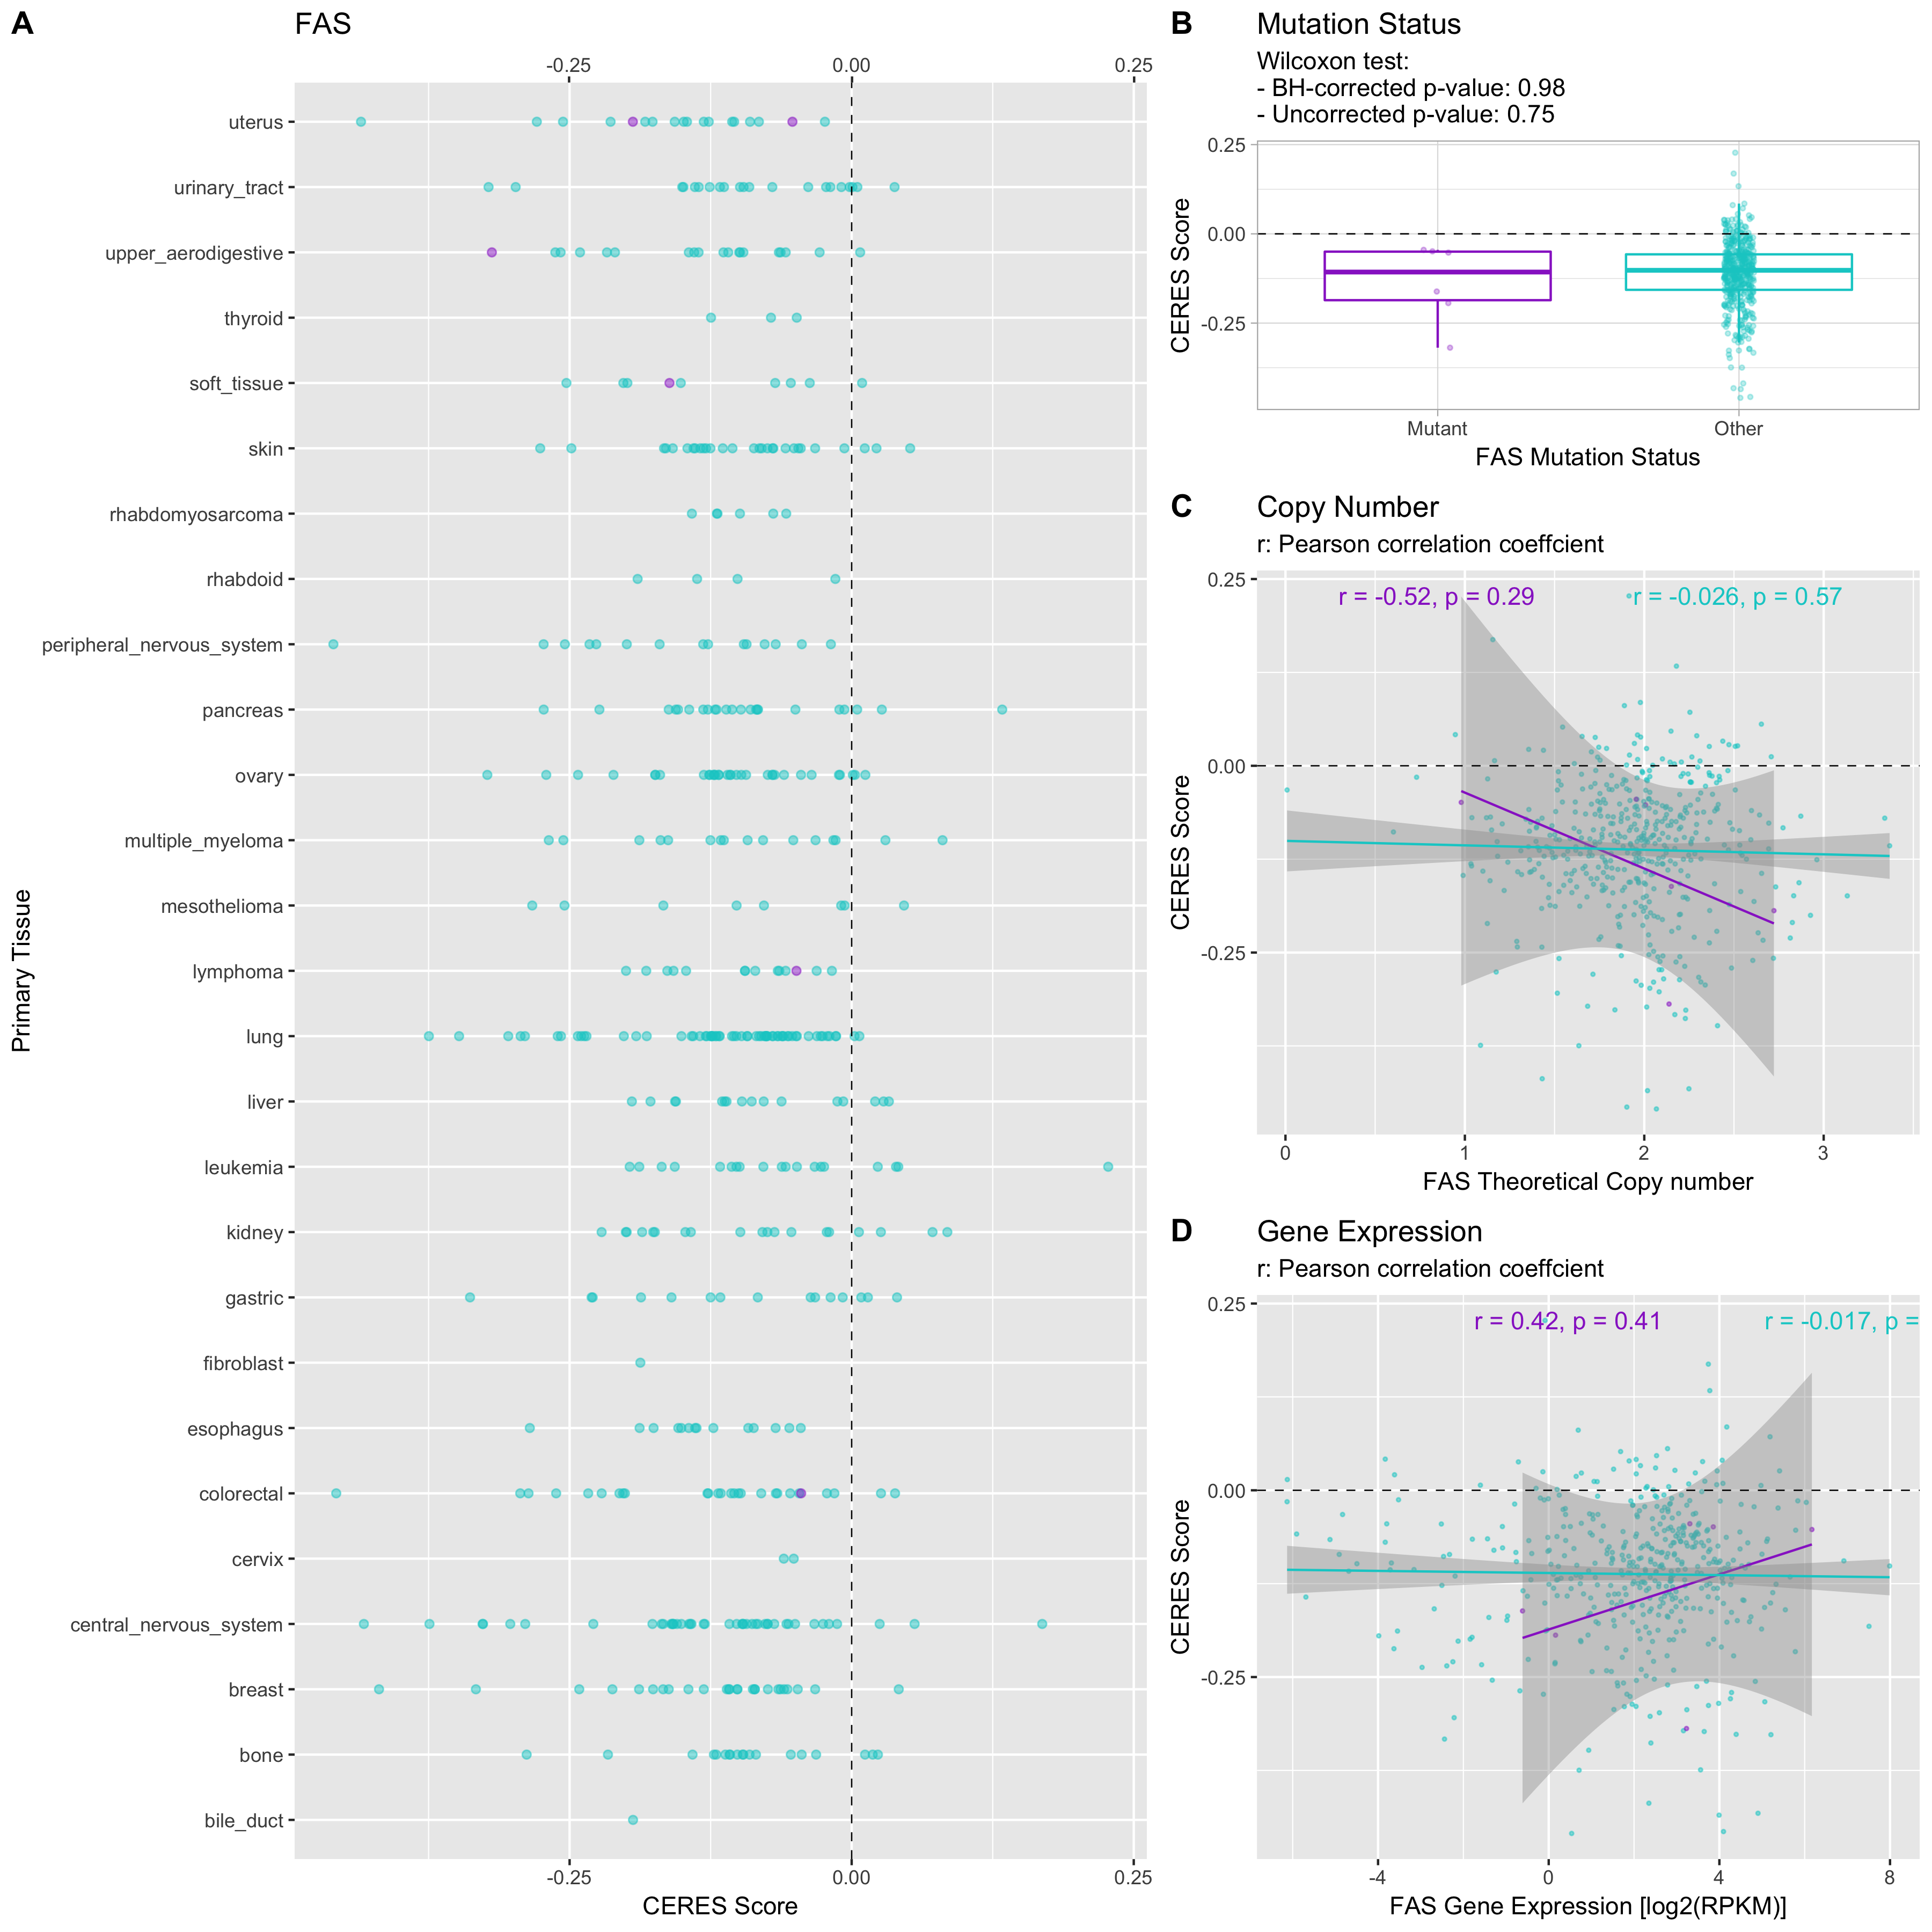 A
FAS
-0.25
0.00
0.25
uterus
urinary_tract
upper_aerodigestive
thyroid
soft_tissue
skin
rhabdomyosarcoma
rhabdoid
peripheral_nervous_system
pancreas
ovary
multiple_myeloma
mesothelioma
lymphoma
lung
liver
leukemia
kidney
gastric
fibroblast
esophagus
colorectal
cervix
central_nervous_system
breast
bone
bile_duct
Primary Tissue
-0.25
0.00
0.25
CERES Score
B
Mutation Status
Wilcoxon test:
- BH-corrected p-value: 0.98
- Uncorrected p-value: 0.75
0.25
0.00
-0.25
CERES Score
Mutant
Other
FAS Mutation Status
C
Copy Number
r: Pearson correlation coeffcient
r = -0.52, p = 0.29
r = -0.026, p = 0.57
0.25
0.00
-0.25
CERES Score
0
1
2
3
FAS Theoretical Copy number
D
Gene Expression
r: Pearson correlation coeffcient
r = 0.42, p = 0.41
r = -0.017, p =
0.25
0.00
-0.25
CERES Score
-4
0
4
8
FAS Gene Expression [log2(RPKM)]